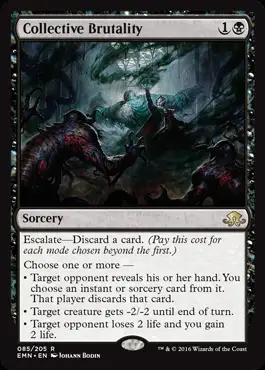 Collective Brutality 1
Sorcery
Escalate—Discard a card. (Pay this cost for
each mode chosen beyond the first.)
Choose one or more —
• Target opponent reveals his or her hand. You
choose an instant or sorcery card from it.
That player discards that card.
• Target creature gets -2/-2 until end of turn.
• Target opponent loses 2 life and you gain
2 life.
085/205 R
EMN • EN Johann Bodin ™ & © 2016 Wizards of the Coast